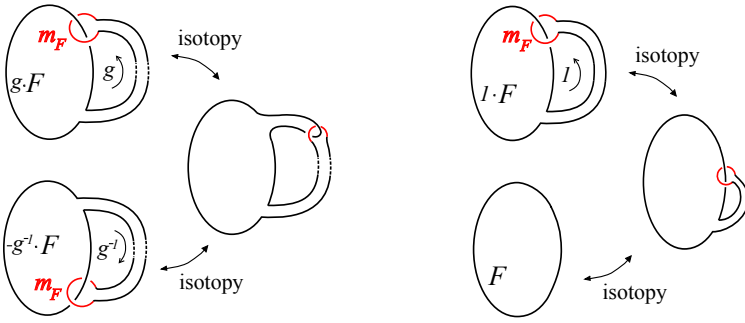 m_F
g
g·F
isotopy
-g⁻¹·F
g⁻¹
m_F
isotopy
m_F
1
1·F
isotopy
F
isotopy